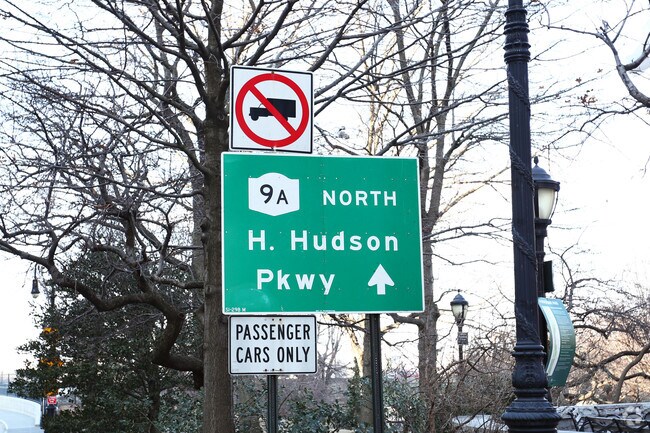 9A NORTH
H. Hudson
Pkwy
PASSENGER
CARS ONLY